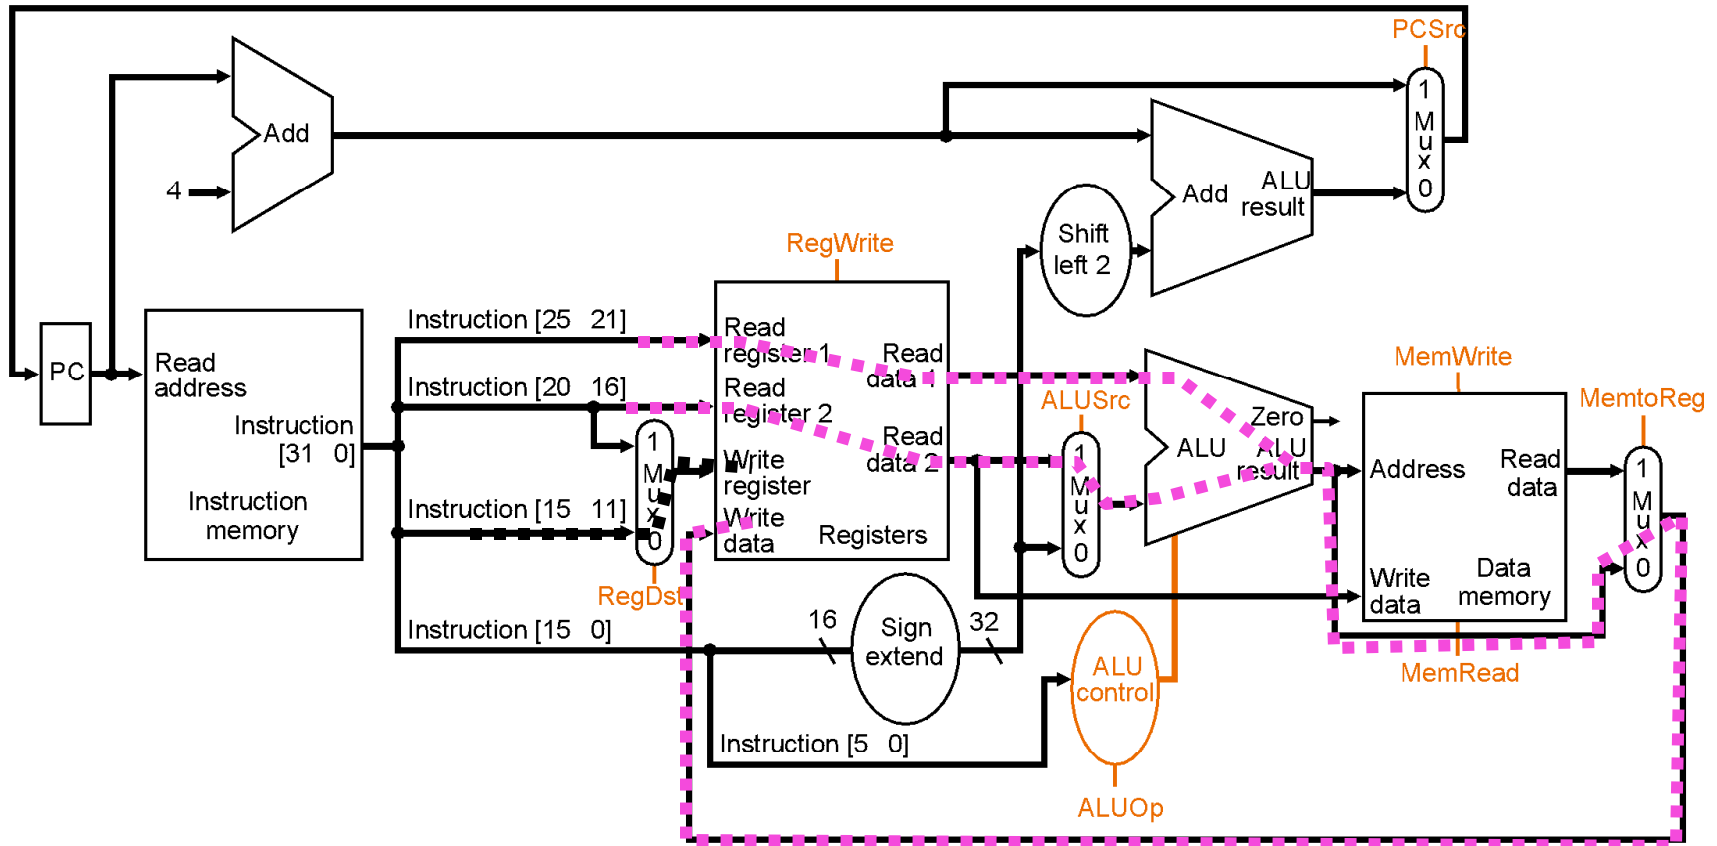 PCSrc
1
M
u
x
0
Add
4
Add
ALU
result
Shift
left 2
RegWrite
PC
Read
address
Instruction
[31 0]
Instruction
memory
Instruction [25 21]
Instruction [20 16]
1
M
u
x
0
Instruction [15 11]
RegDst
Instruction [15 0]
Read
register 1
Read
register 2
Write
register
Write
data
Read
data 1
Read
data 2
Registers
16
Sign
extend
32
Instruction [5 0]
ALUSrc
1
M
u
x
0
Zero
ALU
ALU
result
ALU
control
ALUOp
MemWrite
Address
Read
data
Write
data
Data
memory
MemRead
MemtoReg
1
M
u
x
0